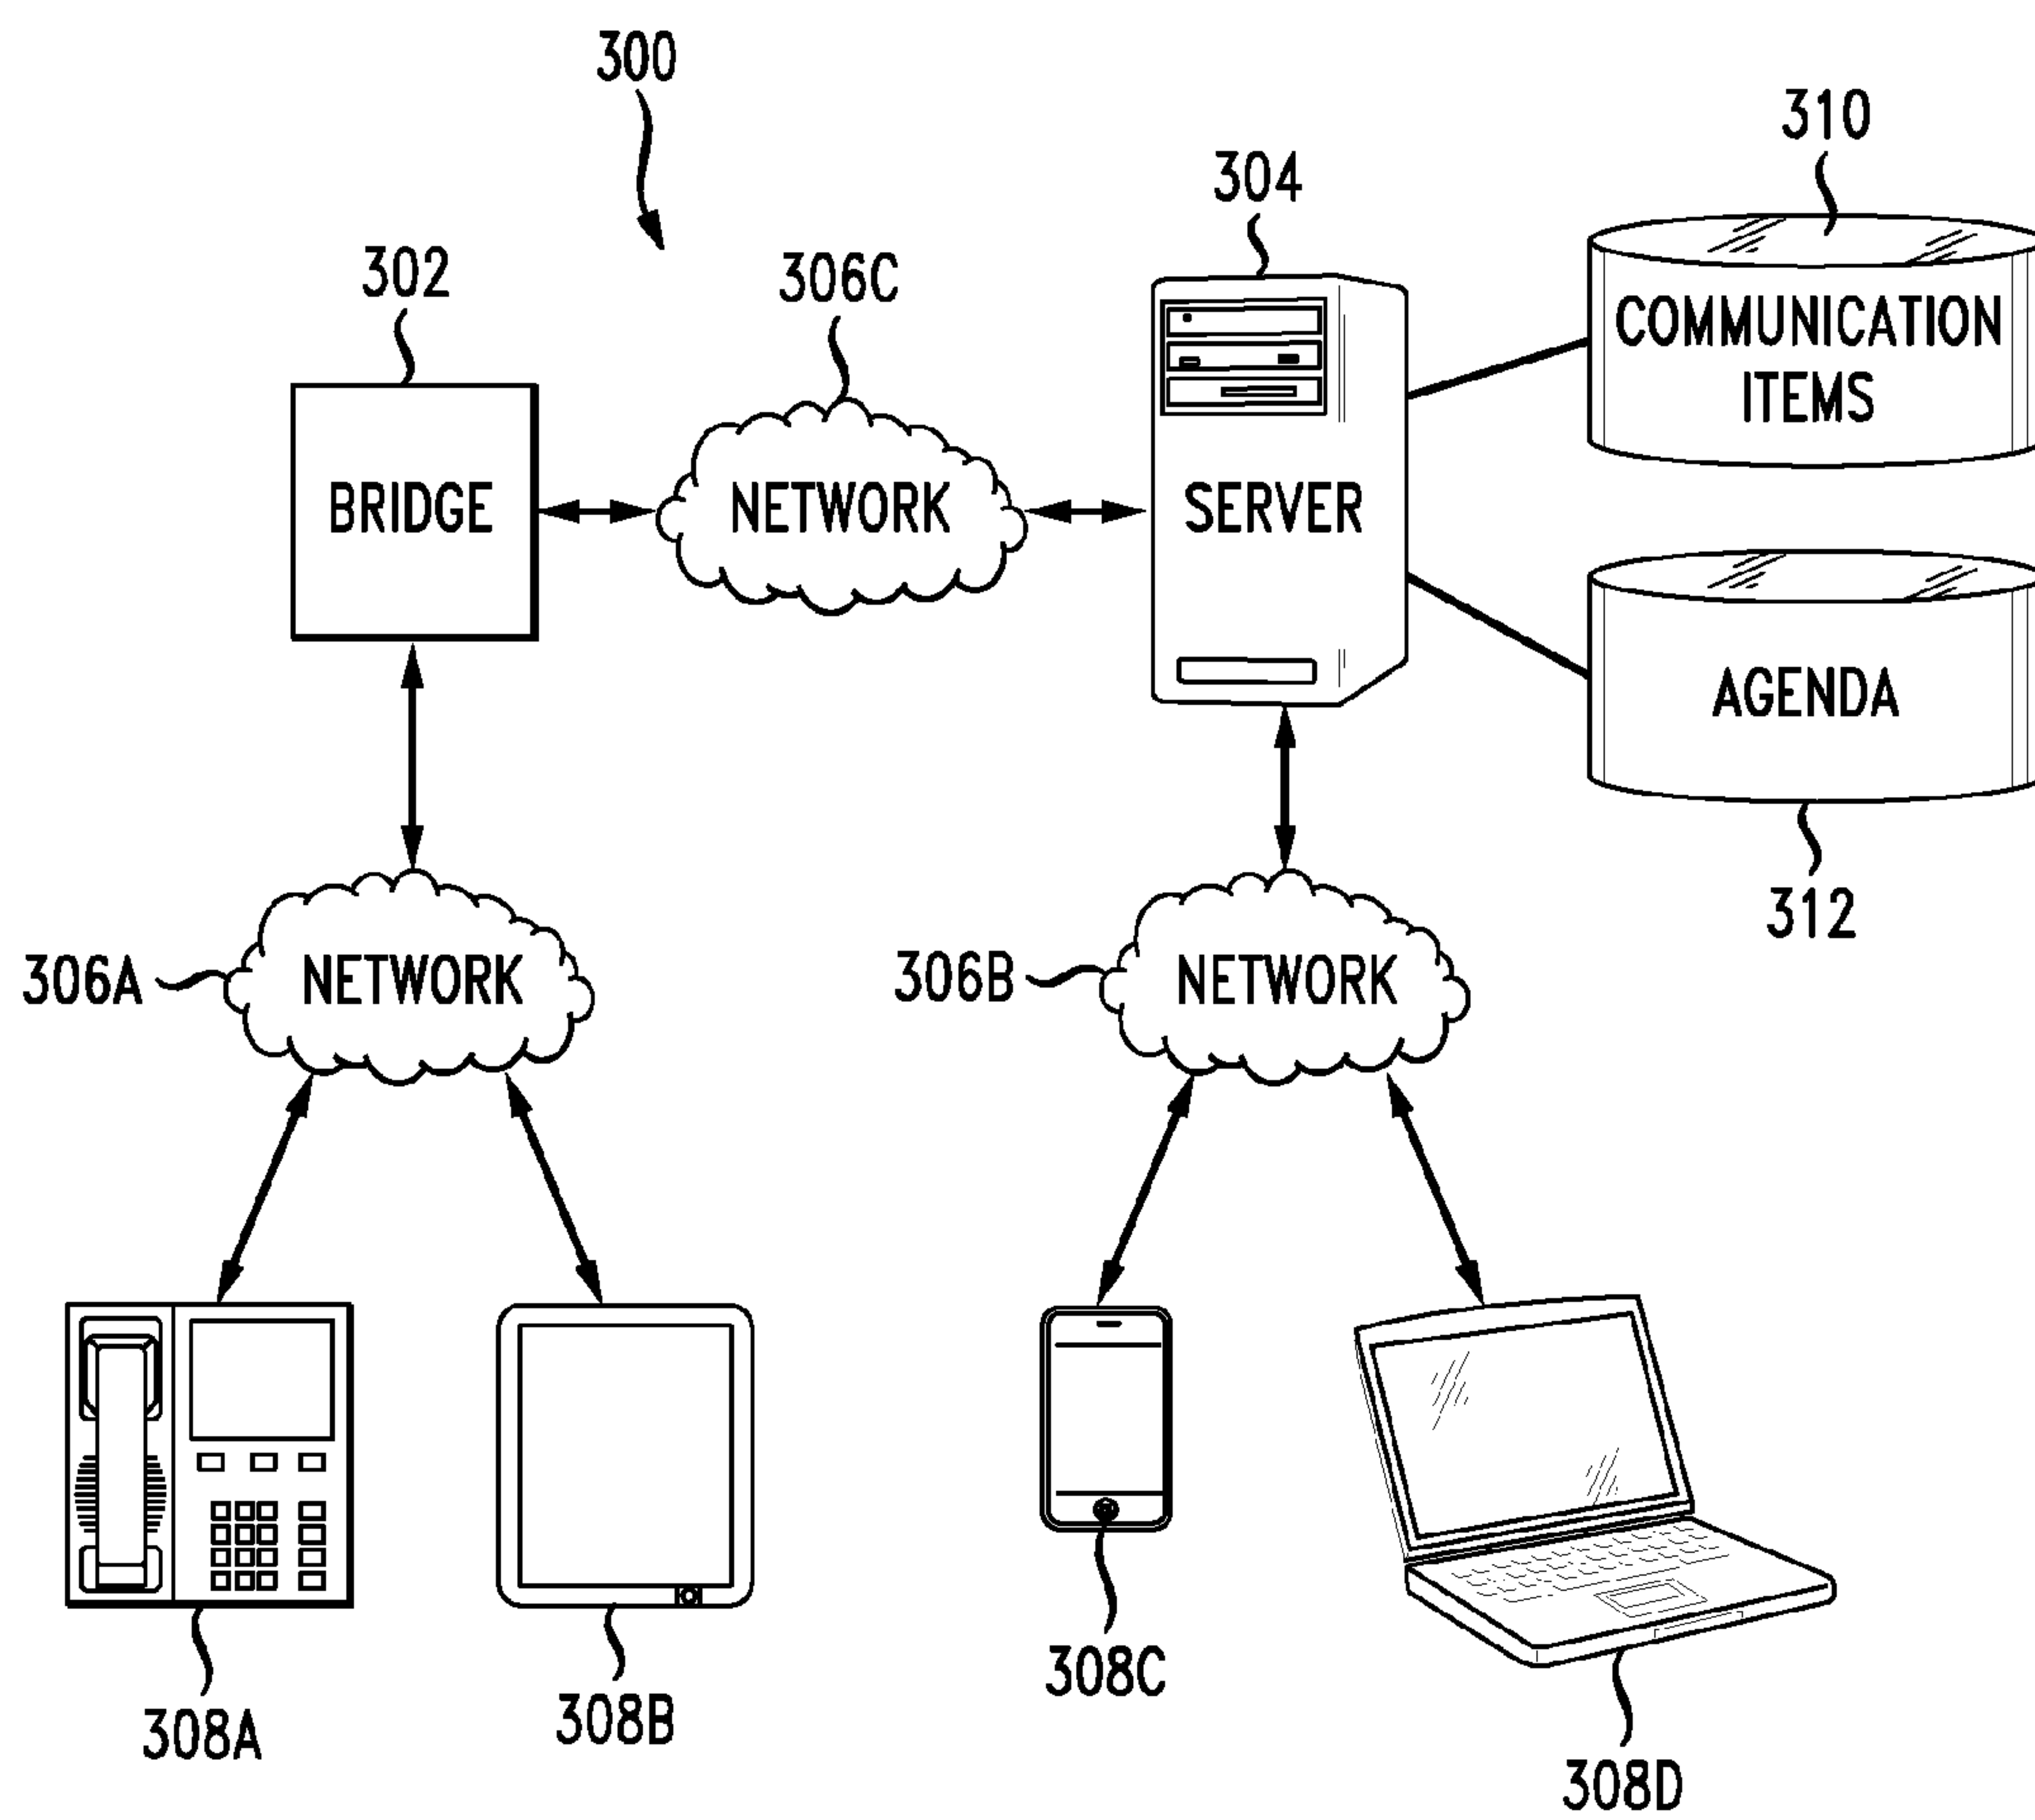 300
310
304
302
306C
COMMUNICATION
ITEMS
BRIDGE
NETWORK
SERVER
AGENDA
312
306A
NETWORK
306B
NETWORK
308A
308B
308C
308D